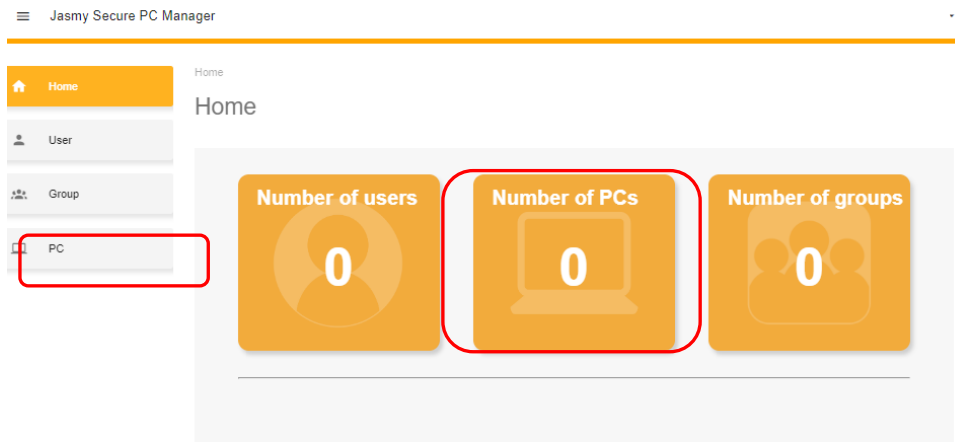 Jasmy Secure PC Manager
Home
Home
Home
User
Group
PC
Number of users
0
Number of PCs
0
Number of groups
0